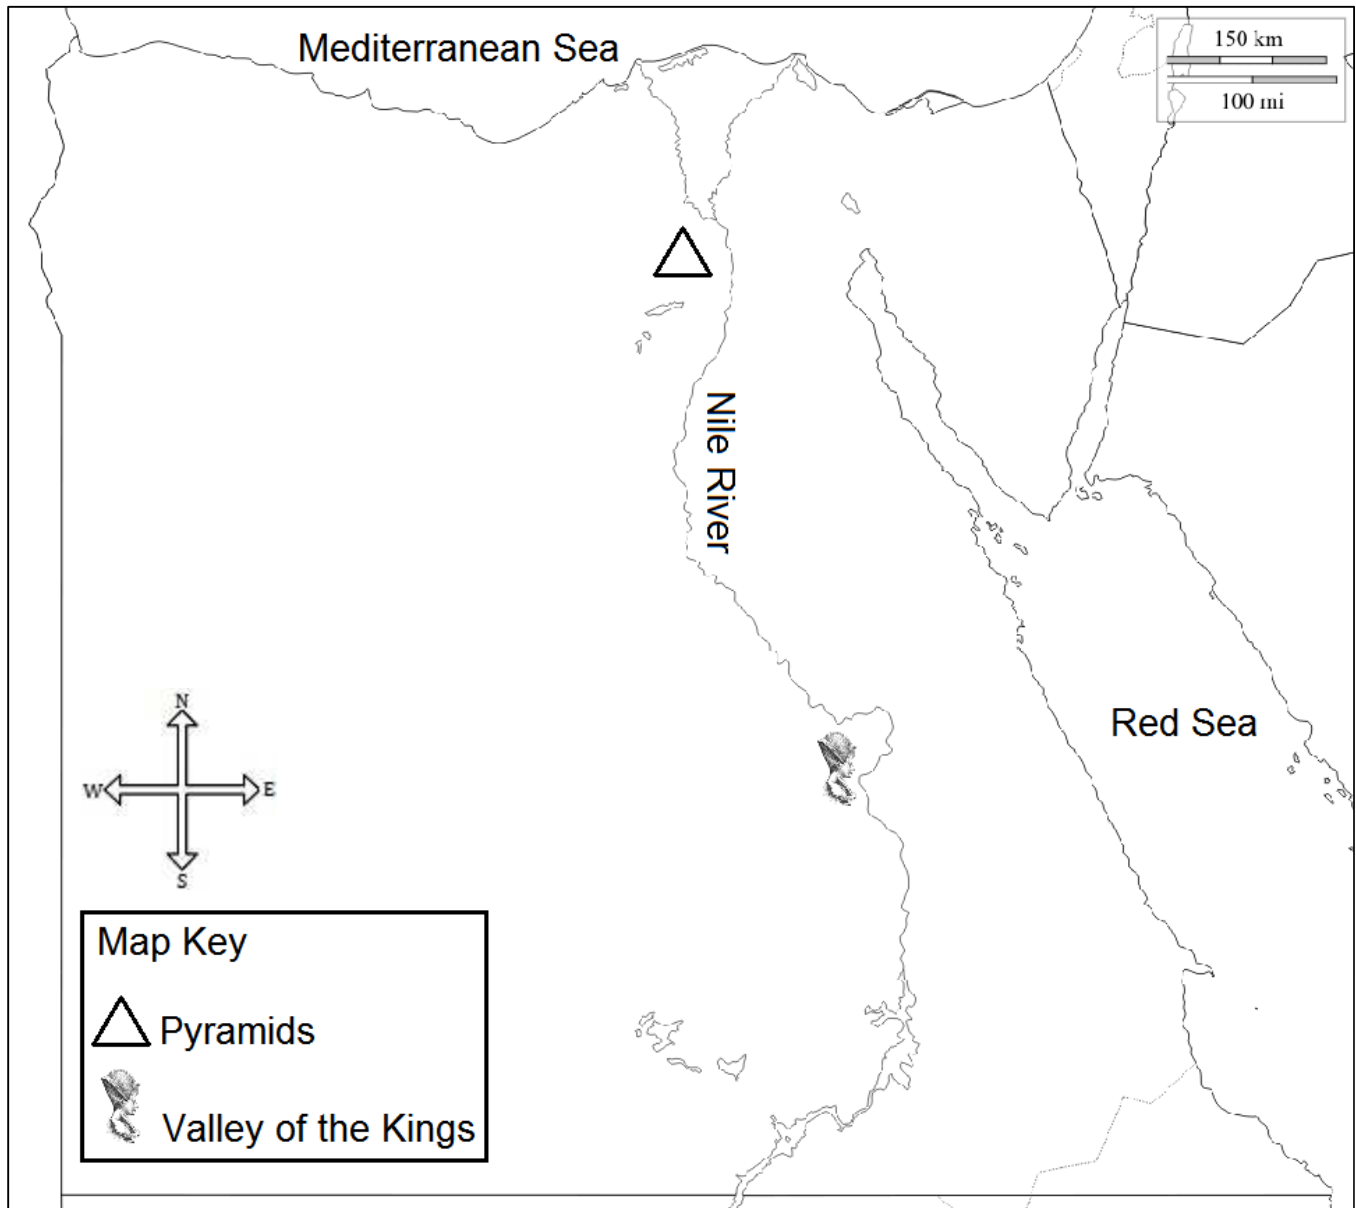 Mediterranean Sea
150 km
100 mi
Nile River
Red Sea
N
W
E
S
Map Key
Pyramids
Valley of the Kings